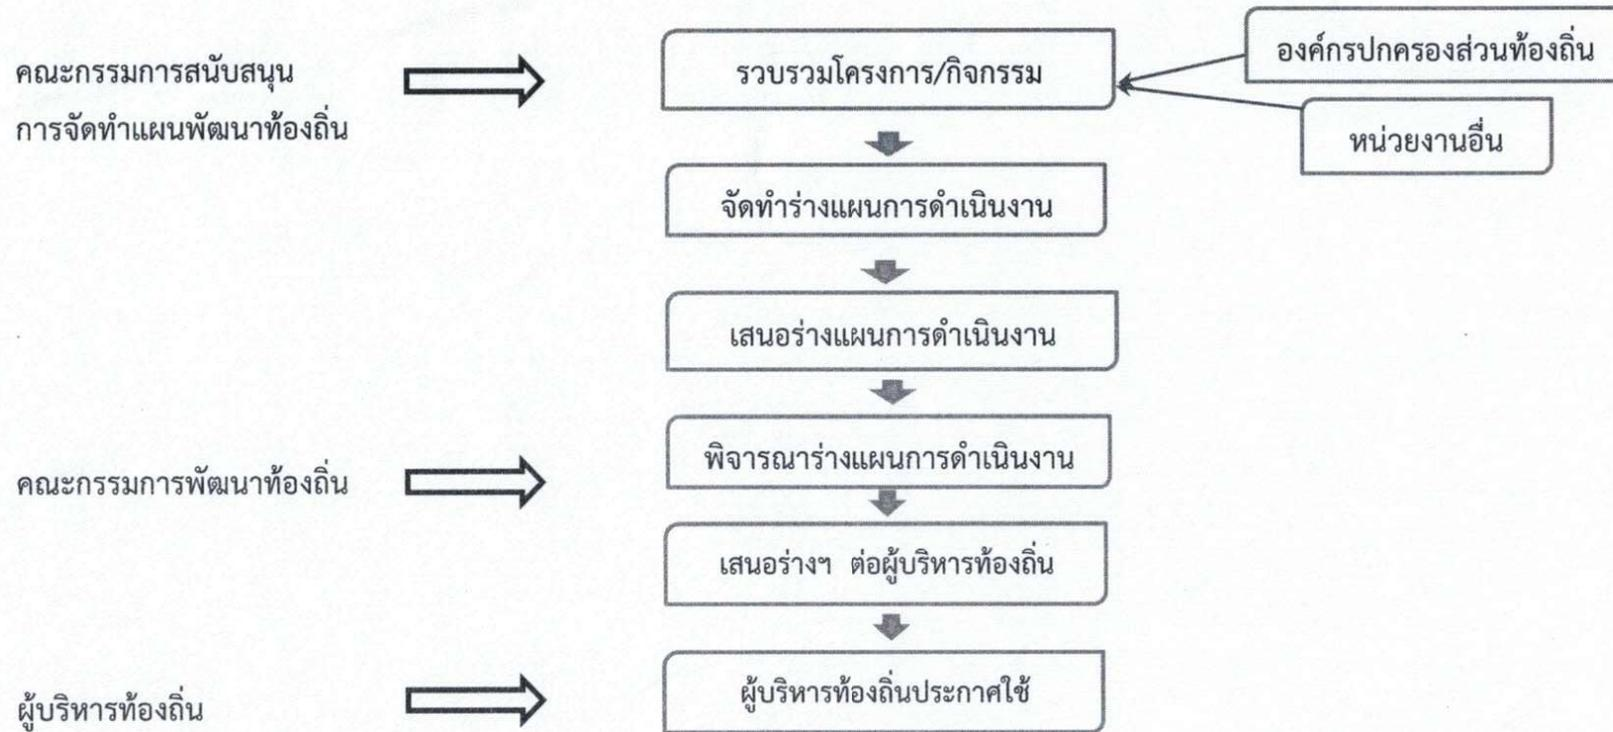 คณะกรรมการสนับสนุน
การจัดทำแผนพัฒนาท้องถิ่น
รวบรวมโครงการ/กิจกรรม
องค์กรปกครองส่วนท้องถิ่น
หน่วยงานอื่น
จัดทำร่างแผนการดำเนินงาน
เสนอร่างแผนการดำเนินงาน
คณะกรรมการพัฒนาท้องถิ่น
พิจารณาร่างแผนการดำเนินงาน
เสนอร่างฯ ต่อผู้บริหารท้องถิ่น
ผู้บริหารท้องถิ่น
ผู้บริหารท้องถิ่นประกาศใช้